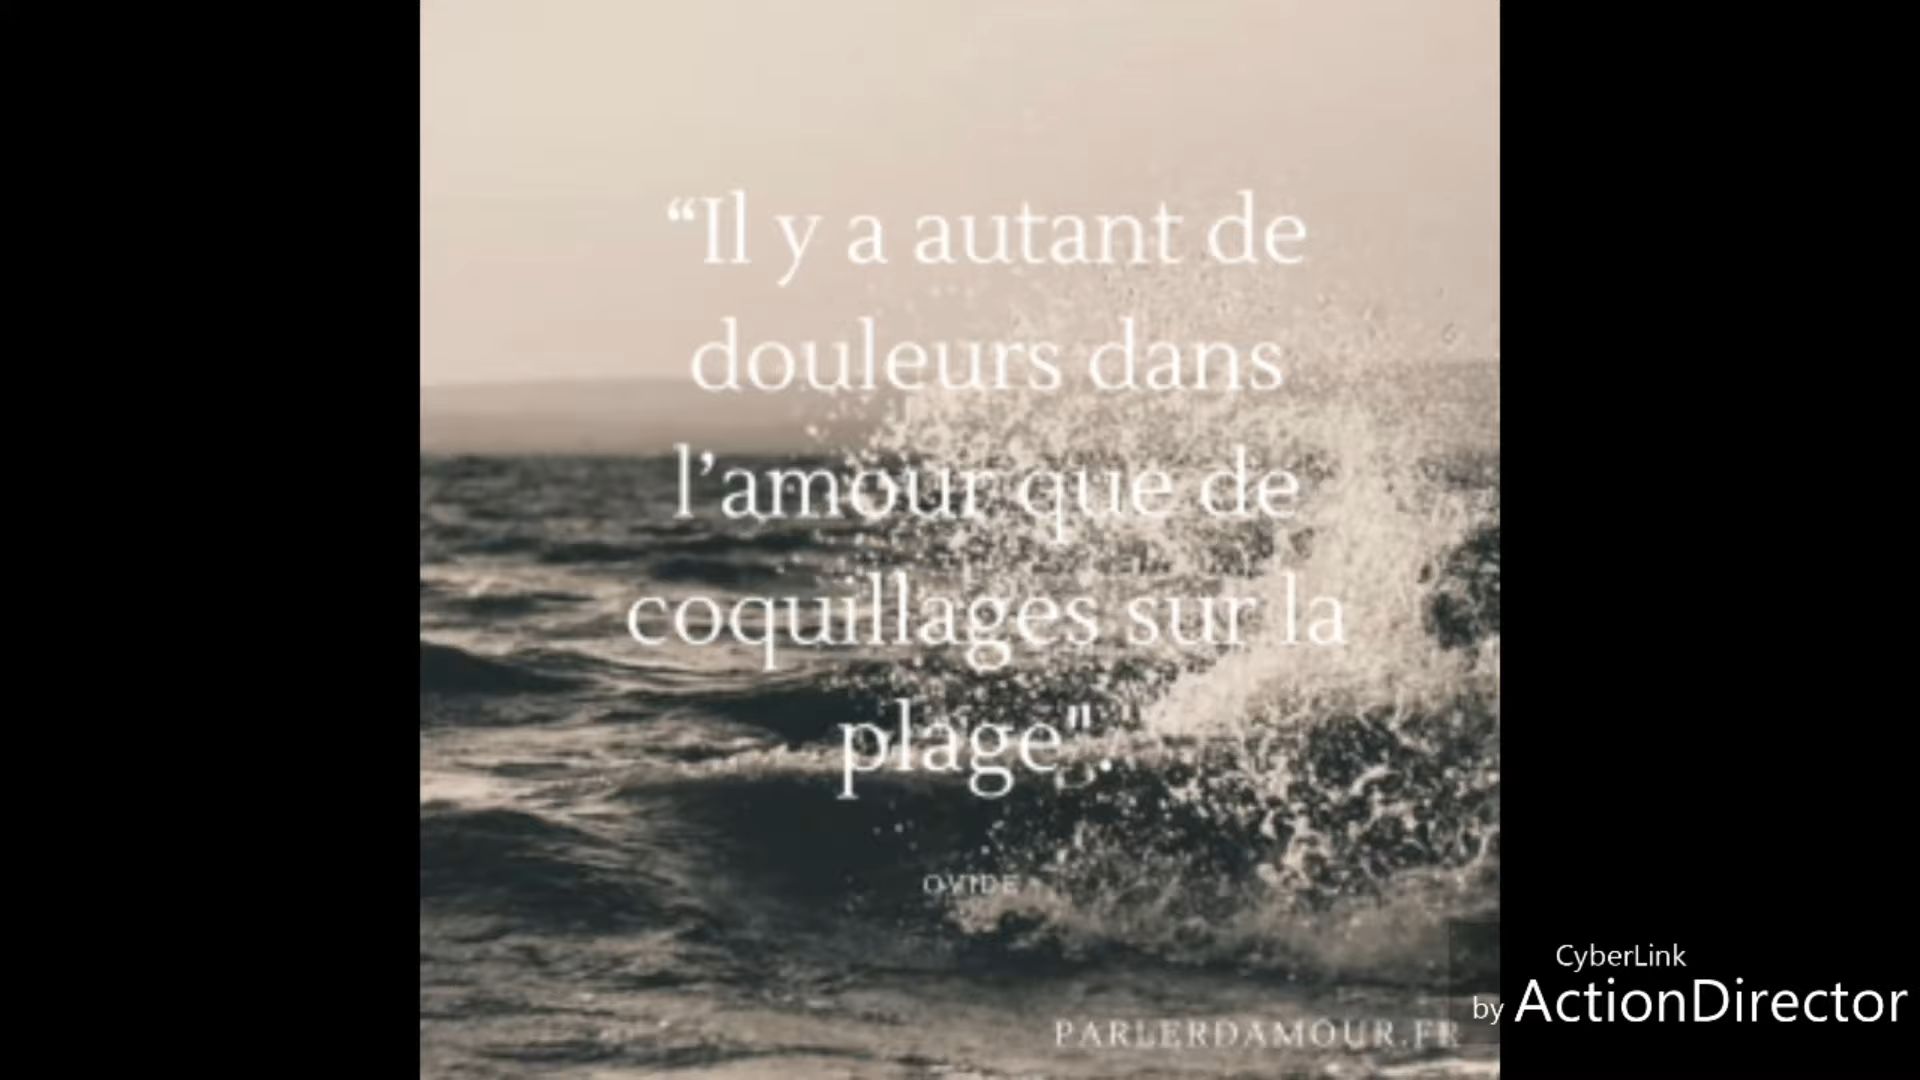 “Il y a autant de
douleurs dans
l’amour que de
coquillages sur la
plage".
OVIDE
PARLERDAMOUR.FR
CyberLink
by ActionDirector